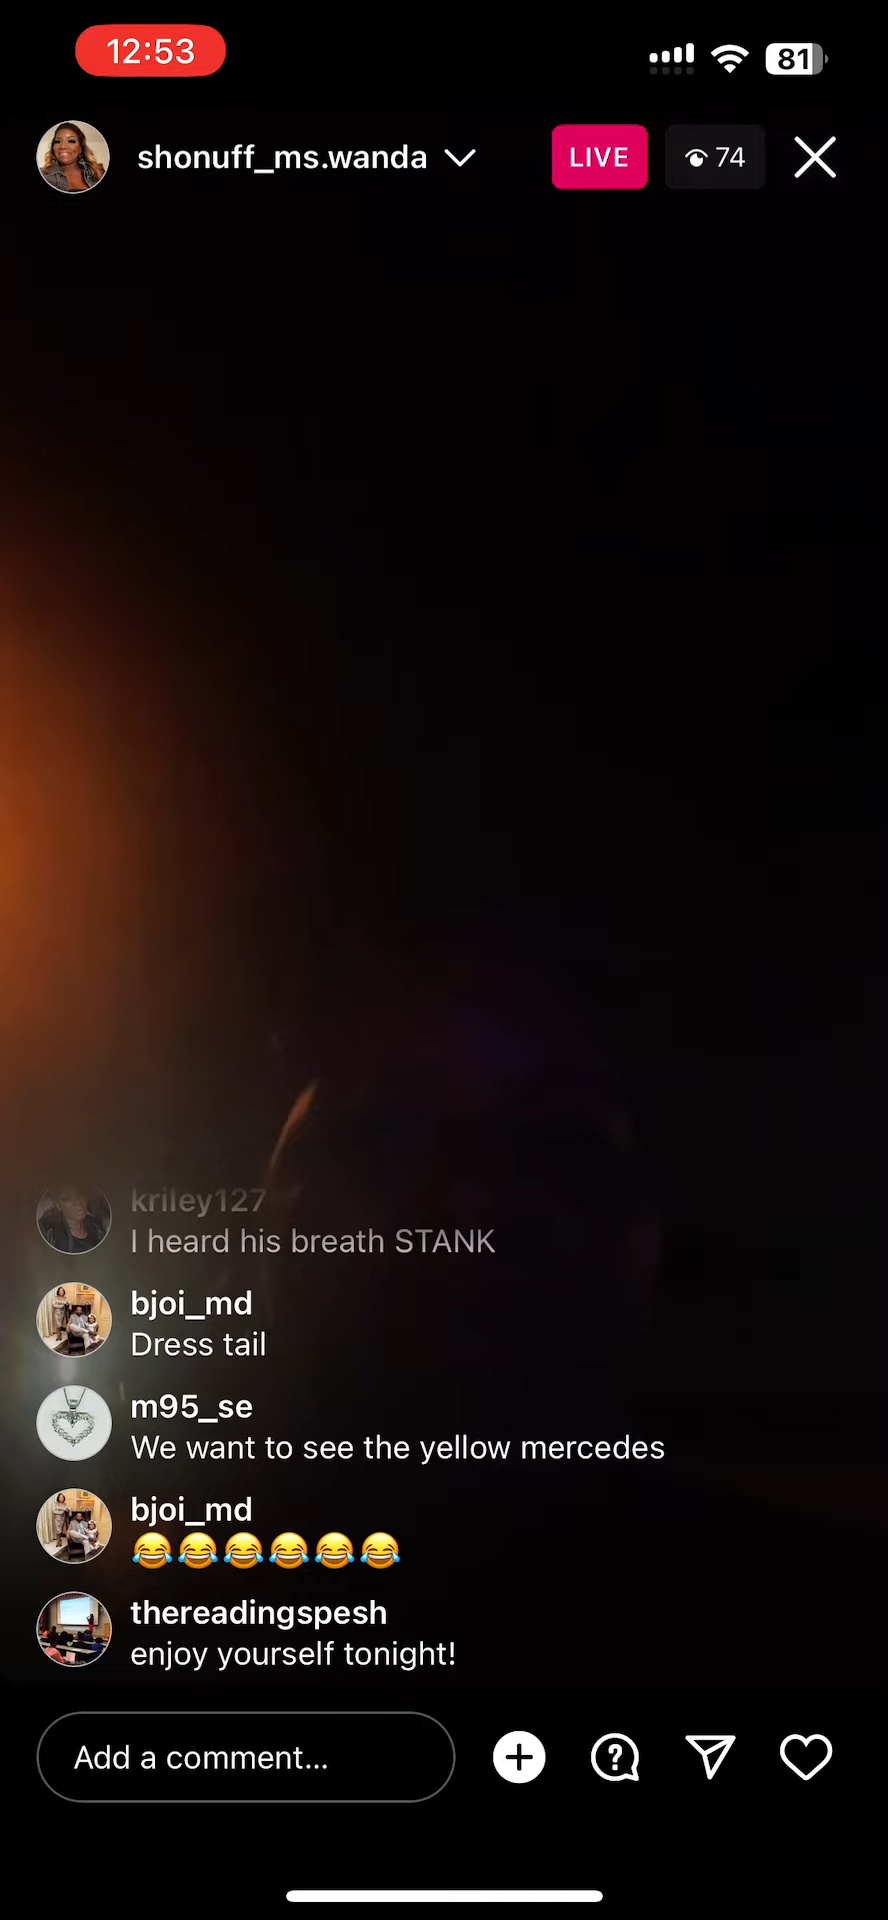 12:53
81
shonuff_ms.wanda
LIVE
74
kriley127
I heard his breath STANK
bjoi_md
Dress tail
m95_se
We want to see the yellow mercedes
bjoi_md
😂😂😂😂😂😂
thereadingspesh
enjoy yourself tonight!
Add a comment...